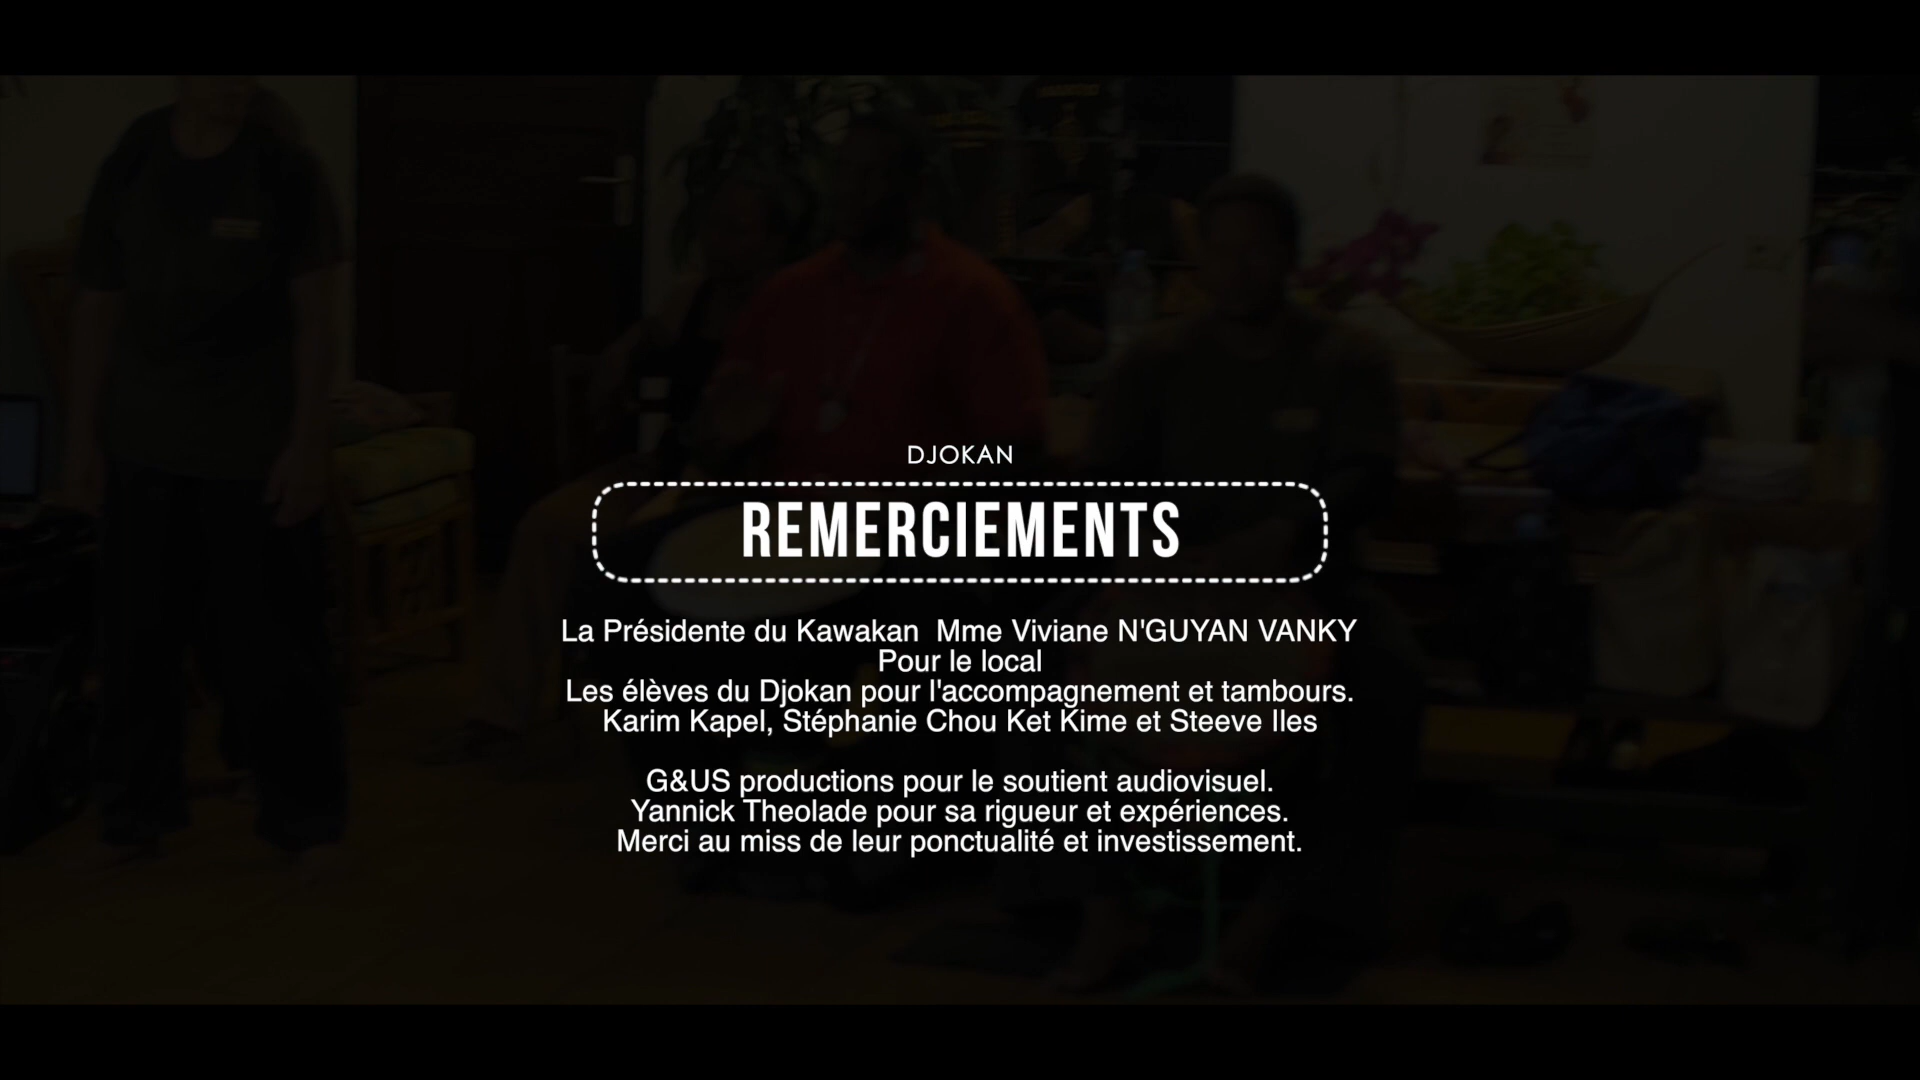 DJOKAN
REMERCIEMENTS
La Présidente du Kawakan  Mme Viviane N'GUYAN VANKY
Pour le local
Les élèves du Djokan pour l'accompagnement et tambours.
Karim Kapel, Stéphanie Chou Ket Kime et Steeve Iles
G&US productions pour le soutient audiovisuel.
Yannick Theolade pour sa rigueur et expériences.
Merci au miss de leur ponctualité et investissement.